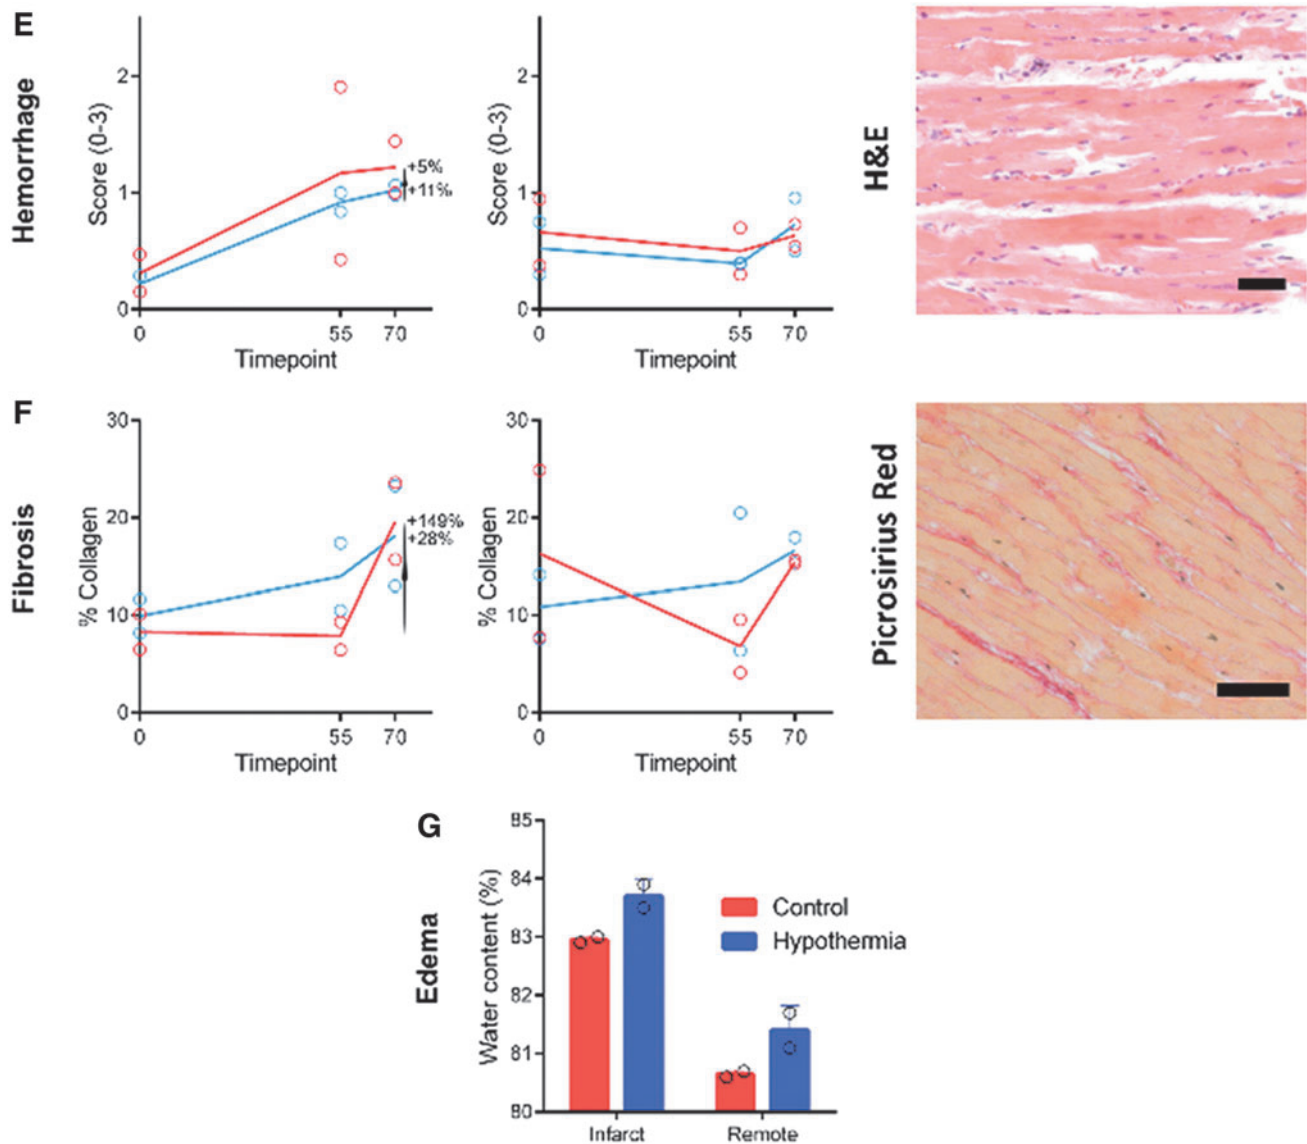 E
Hemorrhage
Score (0-3)
2
1
0
0
55
70
Timepoint
+5%
+11%
Score (0-3)
2
1
0
0
55
70
Timepoint
H&E
F
Fibrosis
% Collagen
30
20
10
0
0
55
70
Timepoint
+149%
+28%
% Collagen
30
20
10
0
0
55
70
Timepoint
Picrosirius Red
G
Edema
Water content (%)
85
84
83
82
81
80
Infarct
Remote
Control
Hypothermia